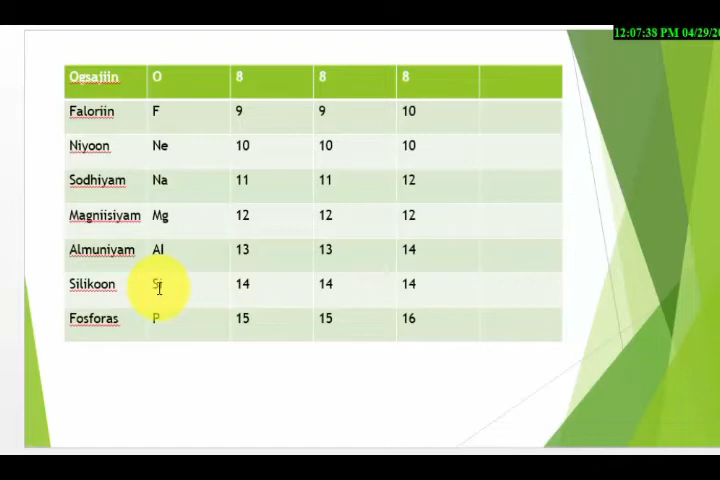 12:07:38 PM 04/29/20
Ogsajiin O 8 8 8
Faloriin F 9 9 10
Niyoon Ne 10 10 10
Sodhiyam Na 11 11 12
Magniisiyam Mg 12 12 12
Almuniyam Al 13 13 14
Silikoon Si 14 14 14
Fosforas P 15 15 16